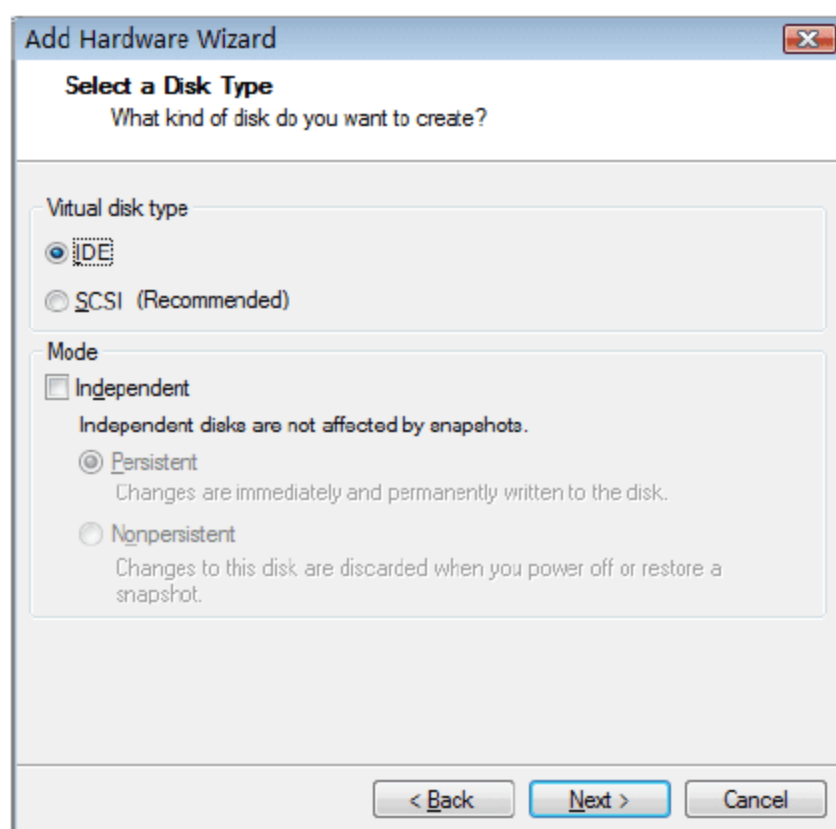 Add Hardware Wizard
Select a Disk Type
What kind of disk do you want to create?
Virtual disk type
IDE
SCSI (Recommended)
Mode
Independent
Independent disks are not affected by snapshots.
Persistent
Changes are immediately and permanently written to the disk.
Nonpersistent
Changes to this disk are discarded when you power off or restore a
snapshot.
< Back Next > Cancel